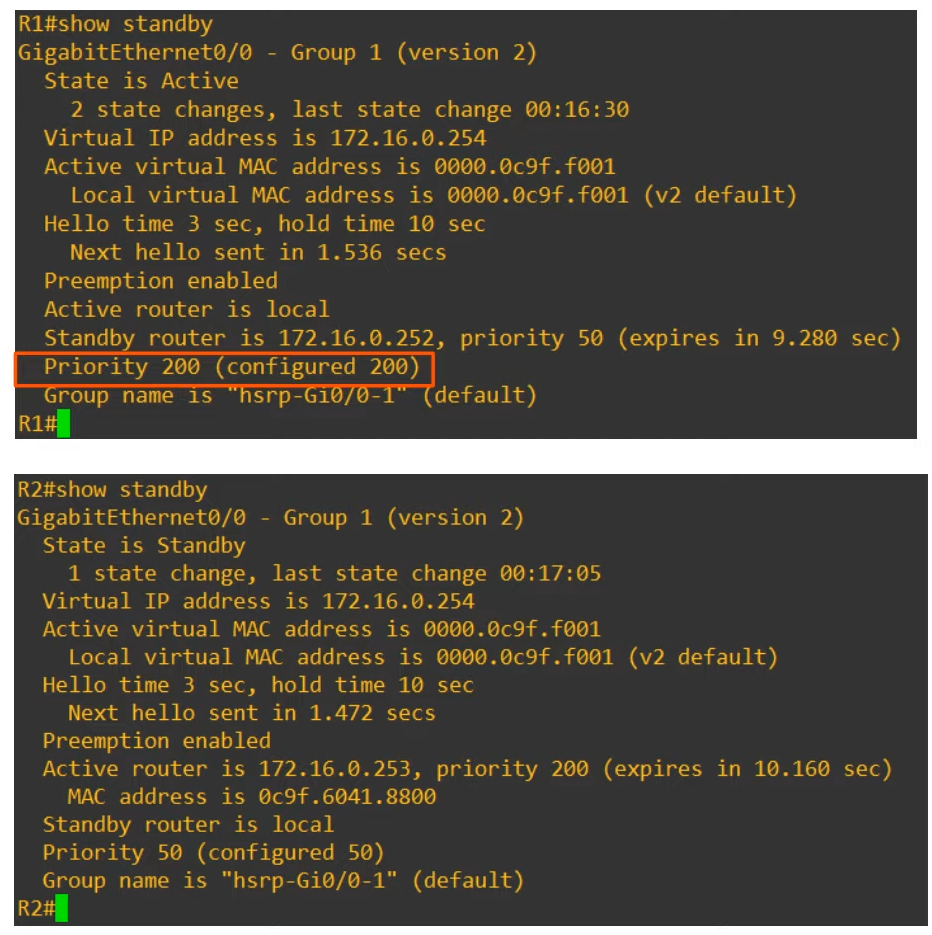 R1#show standby
GigabitEthernet0/0 - Group 1 (version 2)
State is Active
2 state changes, last state change 00:16:30
Virtual IP address is 172.16.0.254
Active virtual MAC address is 0000.0c9f.f001
Local virtual MAC address is 0000.0c9f.f001 (v2 default)
Hello time 3 sec, hold time 10 sec
Next hello sent in 1.536 secs
Preemption enabled
Active router is local
Standby router is 172.16.0.252, priority 50 (expires in 9.280 sec)
Priority 200 (configured 200)
Group name is "hsrp-Gi0/0-1" (default)
R1#
R2#show standby
GigabitEthernet0/0 - Group 1 (version 2)
State is Standby
1 state change, last state change 00:17:05
Virtual IP address is 172.16.0.254
Active virtual MAC address is 0000.0c9f.f001
Local virtual MAC address is 0000.0c9f.f001 (v2 default)
Hello time 3 sec, hold time 10 sec
Next hello sent in 1.472 secs
Preemption enabled
Active router is 172.16.0.253, priority 200 (expires in 10.160 sec)
MAC address is 0c9f.6041.8800
Standby router is local
Priority 50 (configured 50)
Group name is "hsrp-Gi0/0-1" (default)
R2#